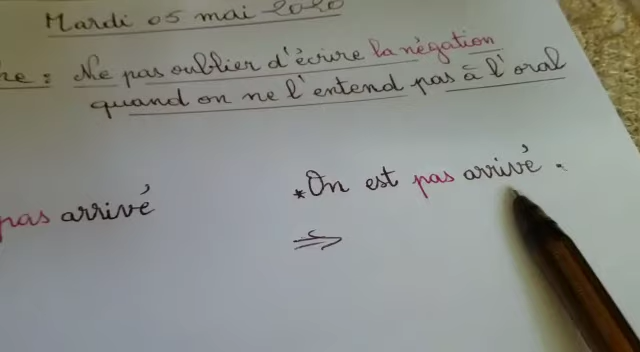 Mardi 05 mai 2020
: Ne pas oublier d'écrire la négation
quand on ne l'entend pas à l'oral
pas arrivé
*On est pas arrivé.
⇒